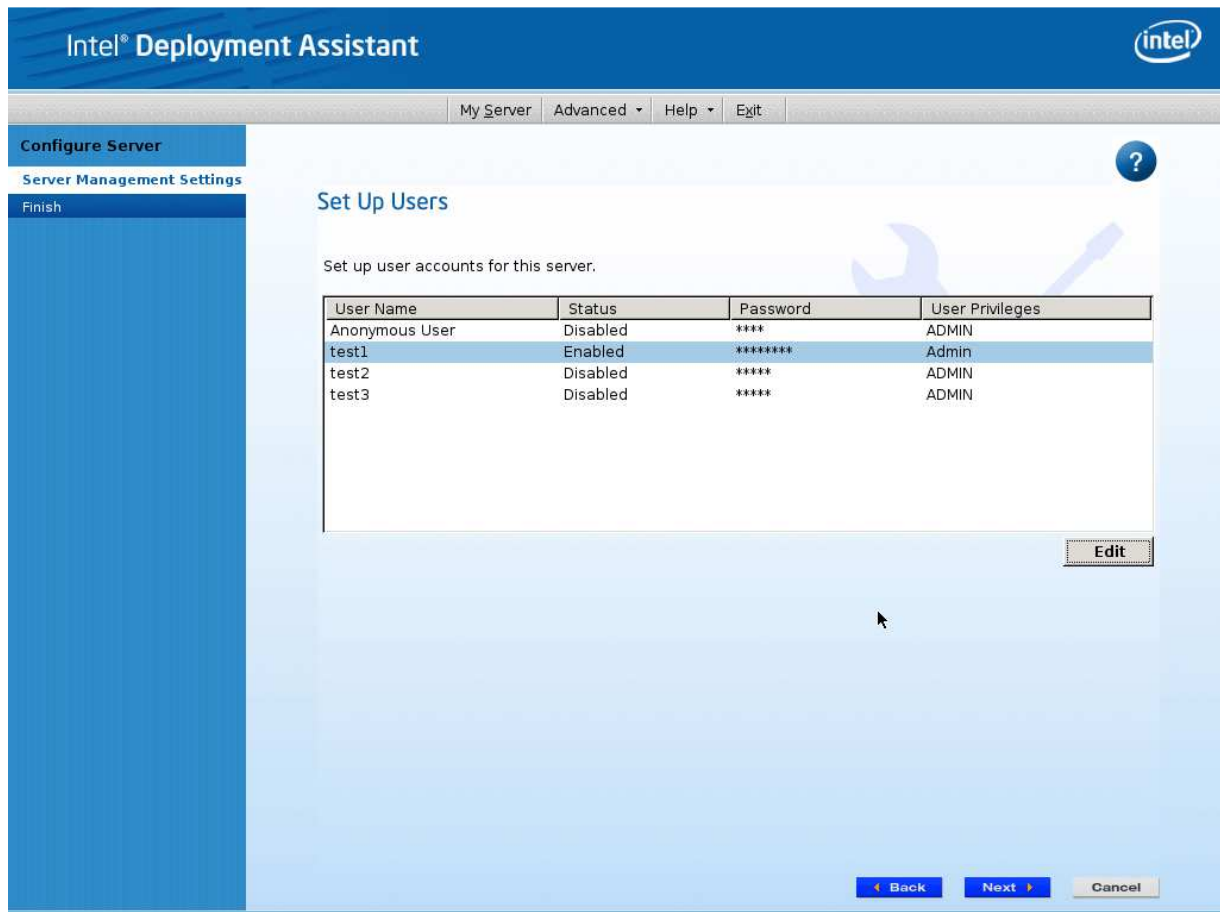 Intel® Deployment Assistant
intel
My Server Advanced Help Exit
Configure Server
Server Management Settings
Finish
?
Set Up Users
Set up user accounts for this server.
User Name Status Password User Privileges
Anonymous User Disabled **** ADMIN
test1 Enabled ******** Admin
test2 Disabled ***** ADMIN
test3 Disabled ***** ADMIN
Edit
Back Next Cancel